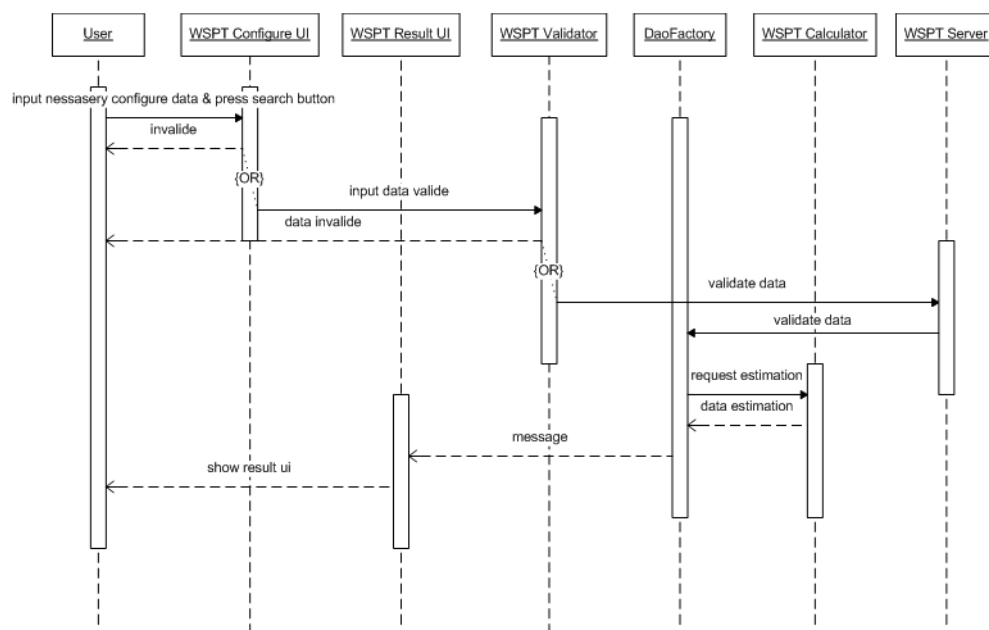 User
WSPT Configure UI
WSPT Result UI
WSPT Validator
DaoFactory
WSPT Calculator
WSPT Server
input nessasery configure data & press search button
invalide
{OR}
input data valide
data invalide
{OR}
validate data
validate data
request estimation
data estimation
message
show result ui